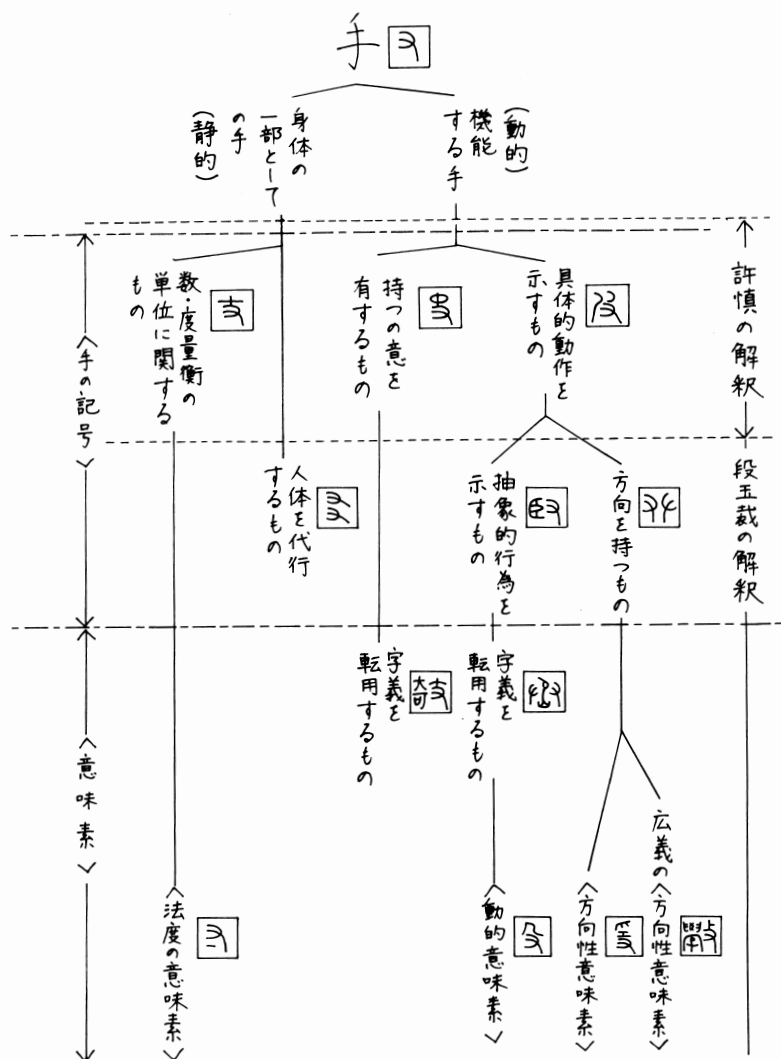 手
又
(動的)
機能
する手
身体の
一部として
の手
(静的)
許慎の解釈
段玉裁の解釈
具体的動作を
示すもの
持つの意を
有するもの
数・度量衡の
単位に関する
もの
方向を持つもの
抽象的行為を
示すもの
人体を代行
するもの
字義を
転用するもの
字義を
転用するもの
広義の〈方向性意味素〉
〈方向性意味素〉
〈動的意味素〉
〈法度の意味素〉
〈手の記号〉
〈意味素〉